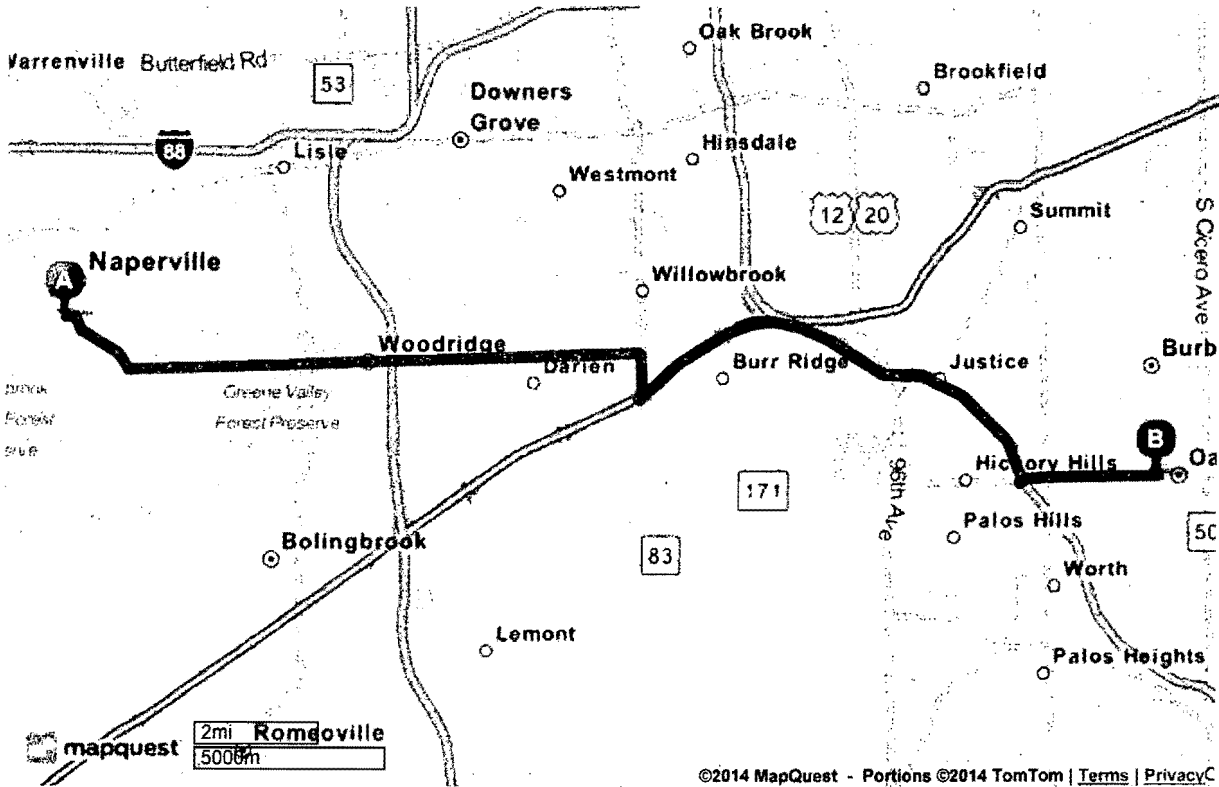 Oak Brook
Warrenville
Butterfield Rd
53
Downers
Grove
Brookfield
88
Lisle
Hinsdale
Westmont
12
20
Summit
S Cicero Ave
A
Naperville
Willowbrook
Woodridge
Darien
Burr Ridge
Justice
Burb
Greene Valley
Forest Preserve
Forest
B
Hickory Hills
Oa
171
95th Ave
Palos Hills
50
83
Bolingbrook
Worth
Lemont
Palos Heights
mapquest
2mi
Romeoville
5000m
©2014 MapQuest - Portions ©2014 TomTom | Terms | Privacy